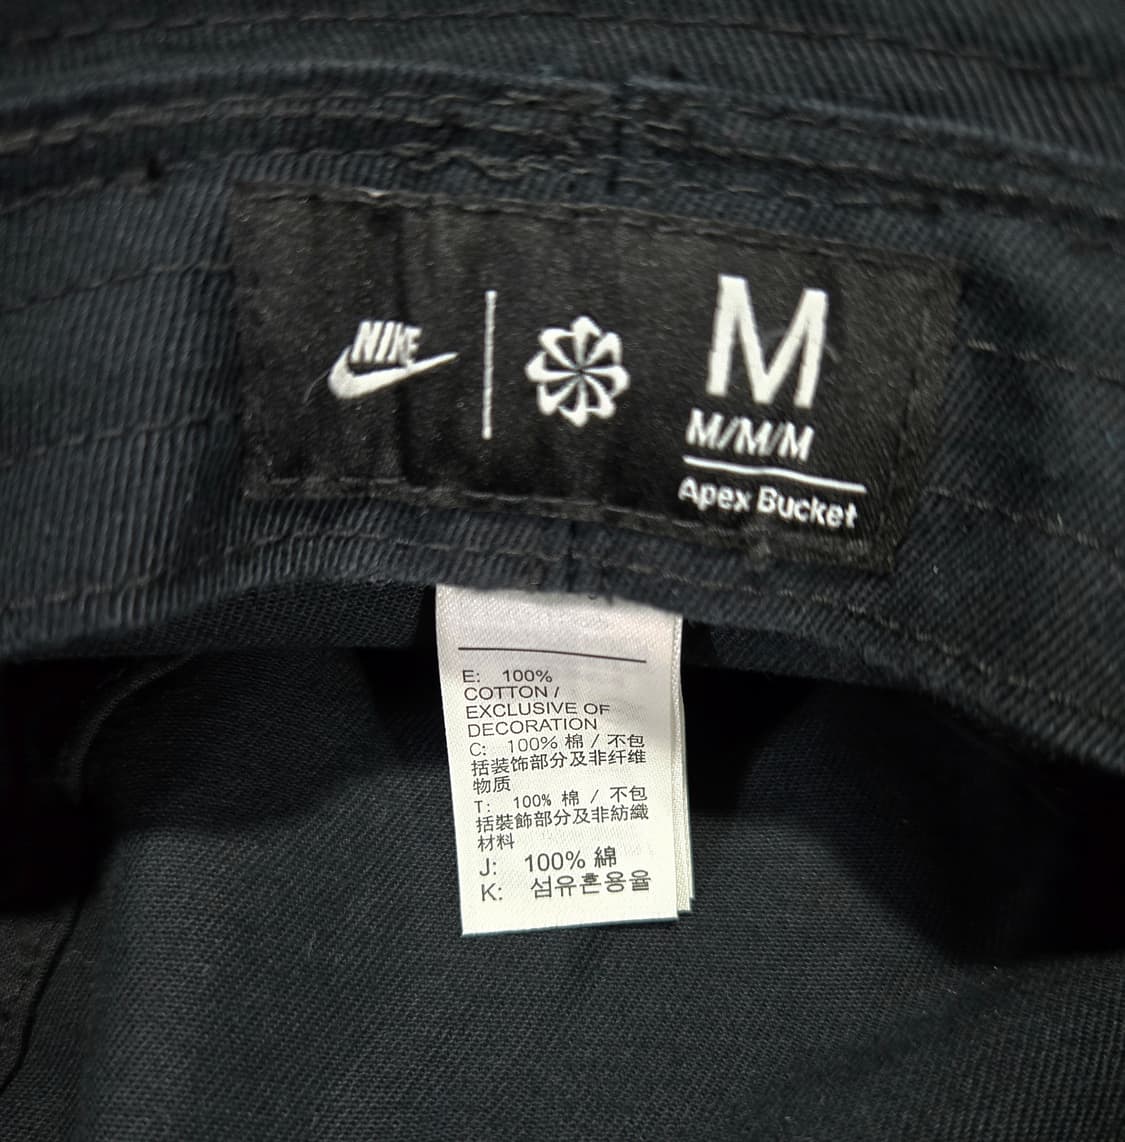 NIKE
M
M/M/M
Apex Bucket
E: 100%
COTTON /
EXCLUSIVE OF
DECORATION
C: 100% 棉 / 不包
括装饰部分及非纤维
物质
T: 100% 棉 / 不包
括裝飾部分及非紡織
材料
J: 100% 綿
K: 섬유혼용율